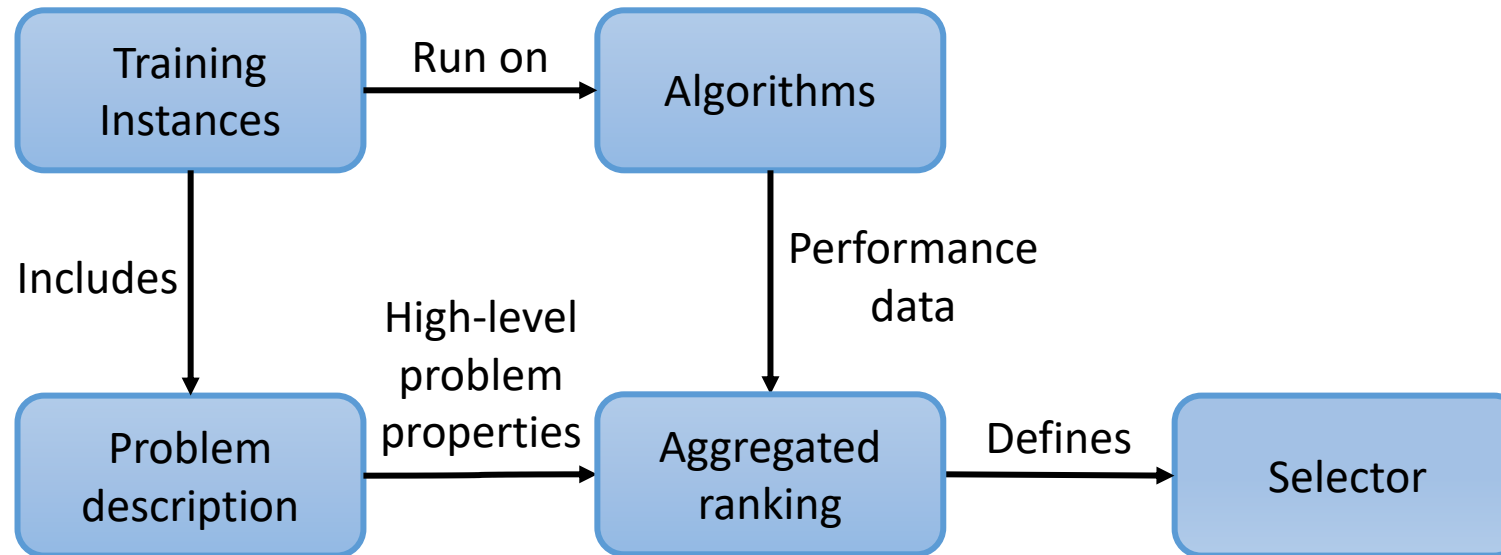 Training
Instances
Run on
Algorithms
Includes
Performance
data
High-level
problem
properties
Problem
description
Aggregated
ranking
Defines
Selector